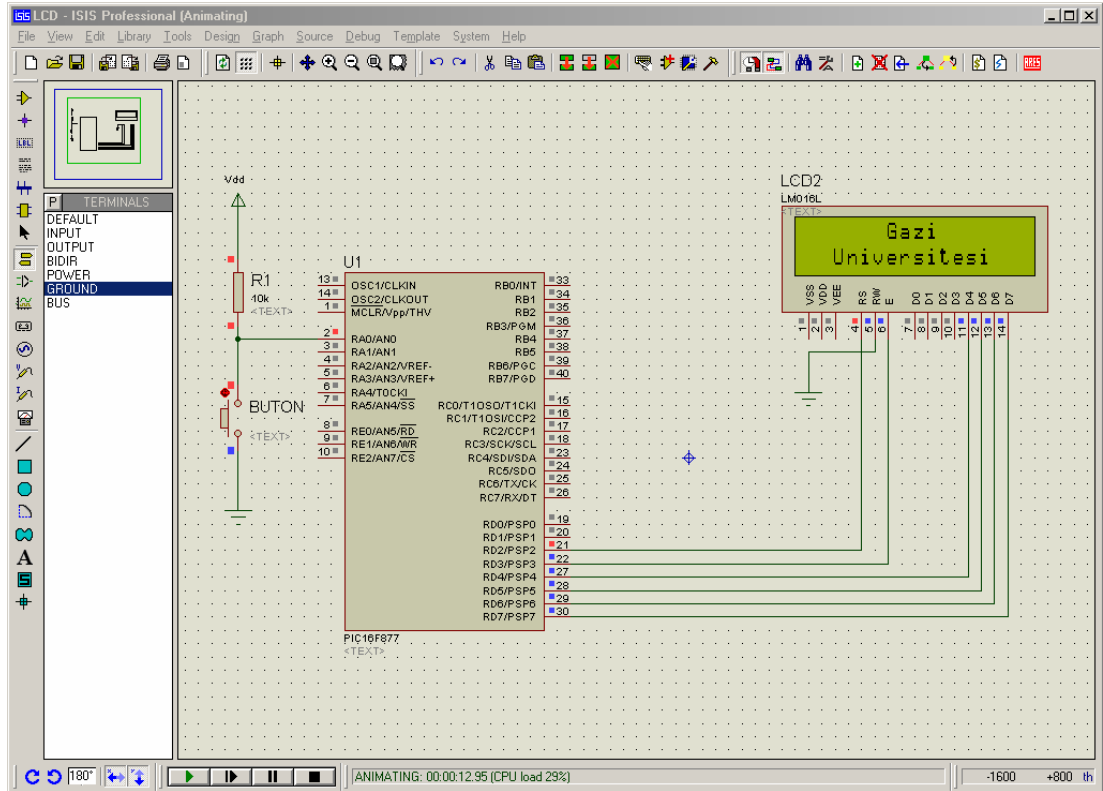 ISIS LCD - ISIS Professional (Animating)
File View Edit Library Tools Design Graph Source Debug Template System Help
P TERMINALS
DEFAULT
INPUT
OUTPUT
BIDIR
POWER
GROUND
BUS
Vdd
R1
10k
<TEXT>
BUTON
<TEXT>
U1
13 OSC1/CLKIN
14 OSC2/CLKOUT
1 MCLR/Vpp/THV
2 RA0/AN0
3 RA1/AN1
4 RA2/AN2/VREF-
5 RA3/AN3/VREF+
6 RA4/T0CKI
7 RA5/AN4/SS
8 RE0/AN5/RD
9 RE1/AN6/WR
10 RE2/AN7/CS
RB0/INT 33
RB1 34
RB2 35
RB3/PGM 36
RB4 37
RB5 38
RB6/PGC 39
RB7/PGD 40
RC0/T1OSO/T1CKI 15
RC1/T1OSI/CCP2 16
RC2/CCP1 17
RC3/SCK/SCL 18
RC4/SDI/SDA 23
RC5/SDO 24
RC6/TX/CK 25
RC7/RX/DT 26
RD0/PSP0 19
RD1/PSP1 20
RD2/PSP2 21
RD3/PSP3 22
RD4/PSP4 27
RD5/PSP5 28
RD6/PSP6 29
RD7/PSP7 30
PIC16F877
<TEXT>
LCD2
LM016L
<TEXT>
Gazi
Universitesi
VSS VDD VEE RS RW E D0 D1 D2 D3 D4 D5 D6 D7
1 2 3 4 5 6 7 8 9 10 11 12 13 14
180°
ANIMATING: 00:00:12.95 (CPU load 29%)
-1600 +800 th